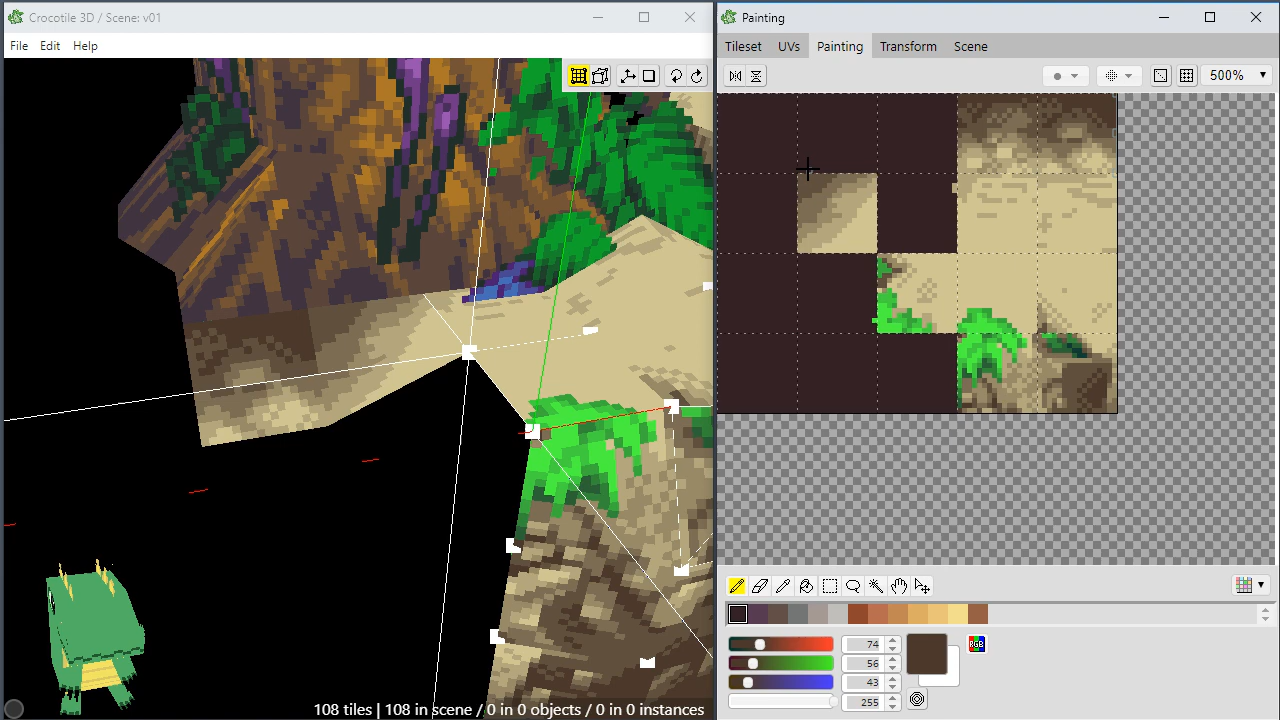 Crocotile 3D / Scene: v01
File Edit Help
108 tiles | 108 in scene / 0 in 0 objects / 0 in 0 instances
Painting
Tileset UVs Painting Transform Scene
500%
74
56
43
255
RGB